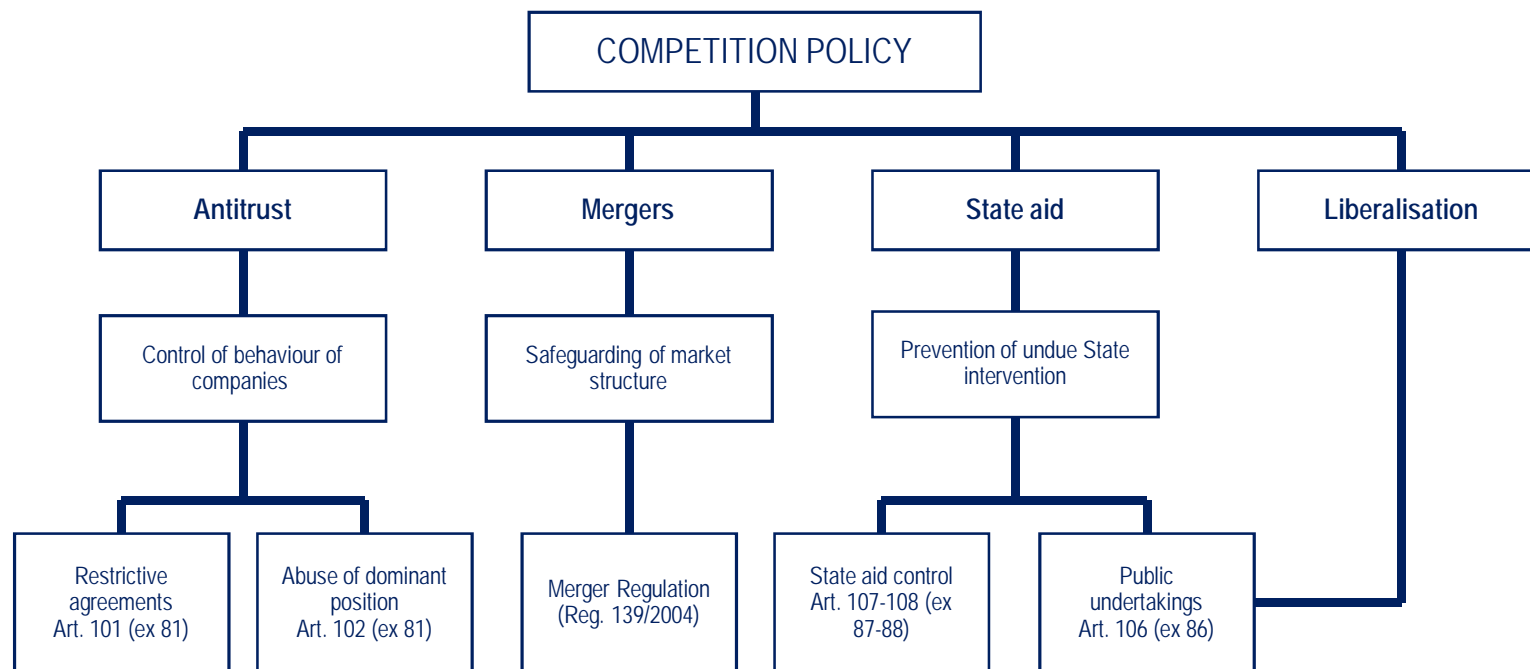 COMPETITION POLICY
Antitrust
Mergers
State aid
Liberalisation
Control of behaviour of
companies
Safeguarding of market
structure
Prevention of undue State
intervention
Restrictive
agreements
Art. 101 (ex 81)
Abuse of dominant
position
Art. 102 (ex 81)
Merger Regulation
(Reg. 139/2004)
State aid control
Art. 107-108 (ex
87-88)
Public
undertakings
Art. 106 (ex 86)